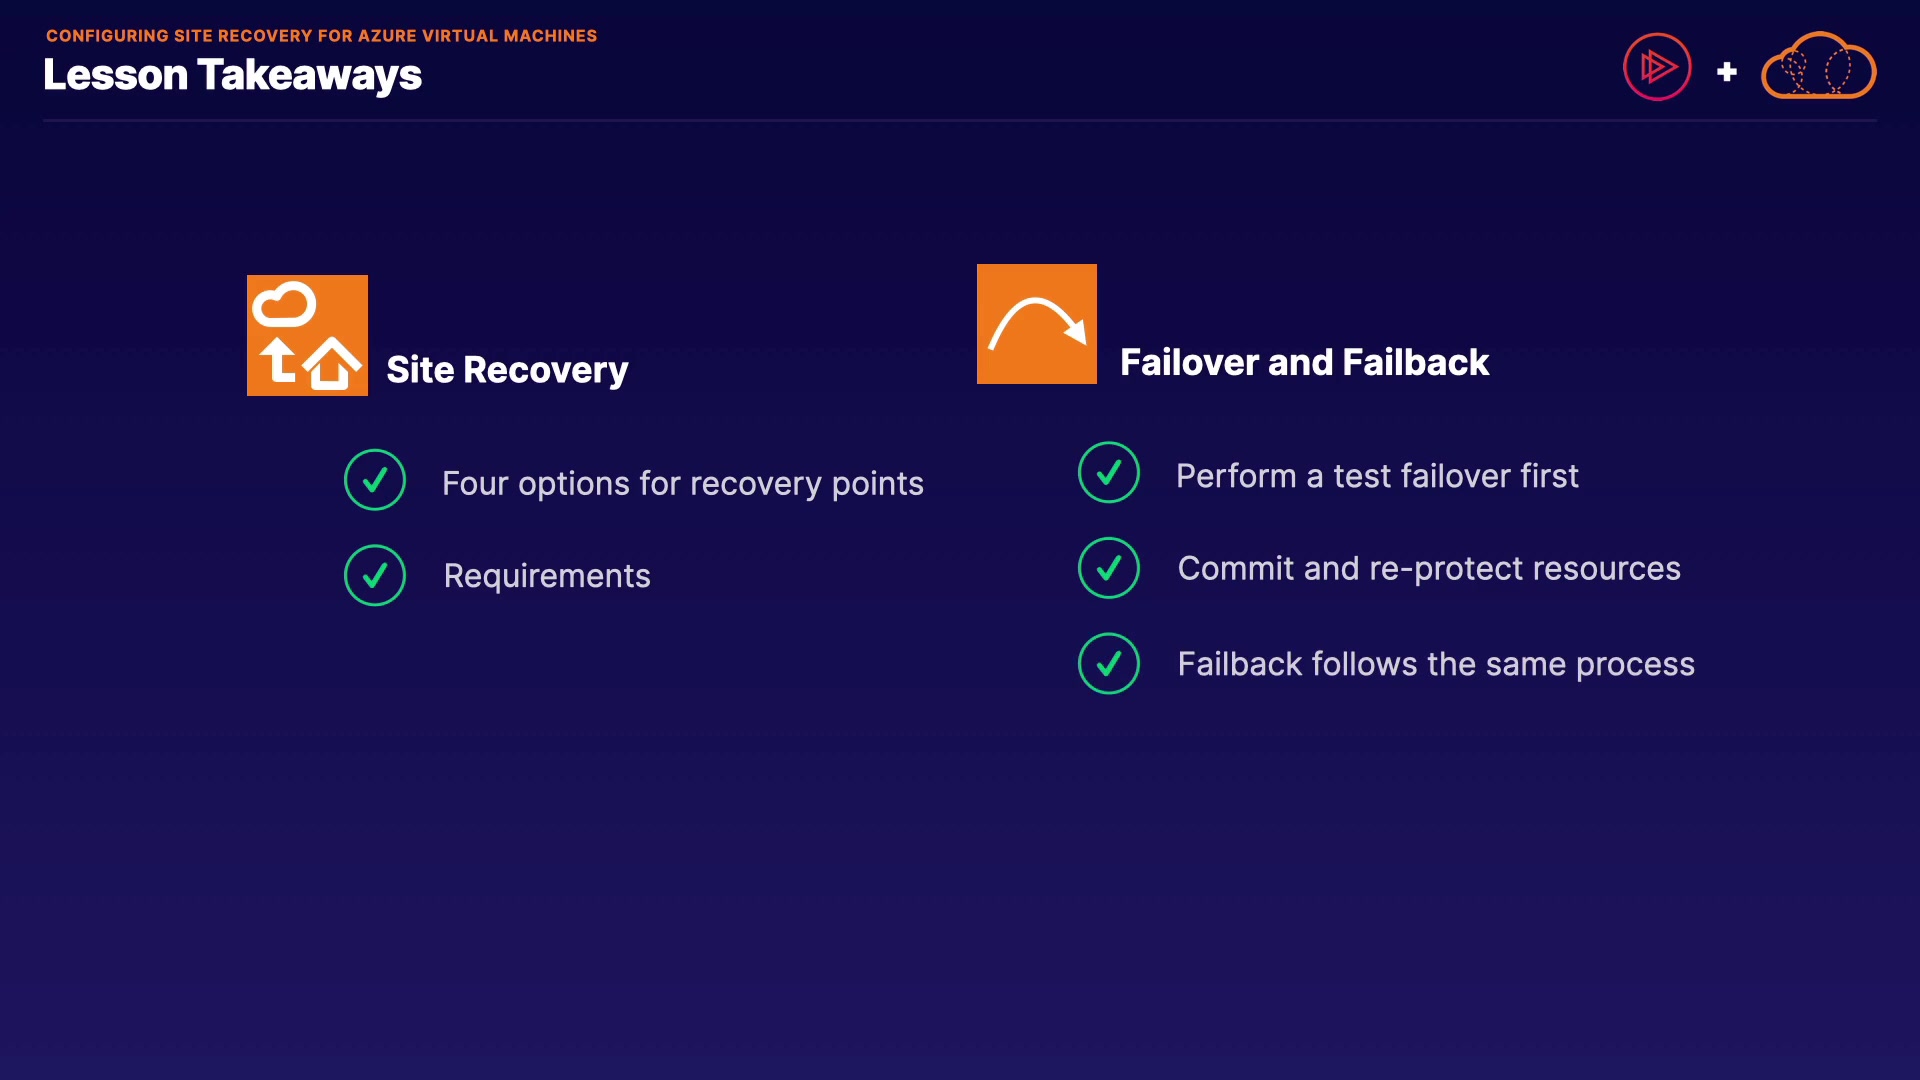 CONFIGURING SITE RECOVERY FOR AZURE VIRTUAL MACHINES
Lesson Takeaways
Site Recovery
Four options for recovery points
Requirements
Failover and Failback
Perform a test failover first
Commit and re-protect resources
Failback follows the same process